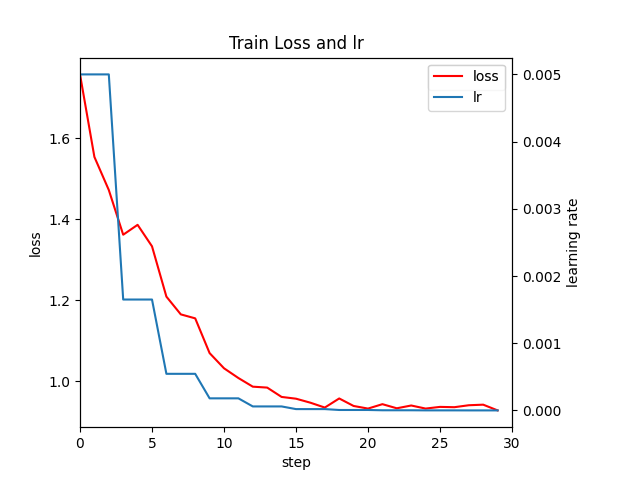 Train Loss and lr
loss
lr
1.6
1.4
1.2
1.0
loss
0.005
0.004
0.003
0.002
0.001
0.000
learning rate
0 5 10 15 20 25 30
step